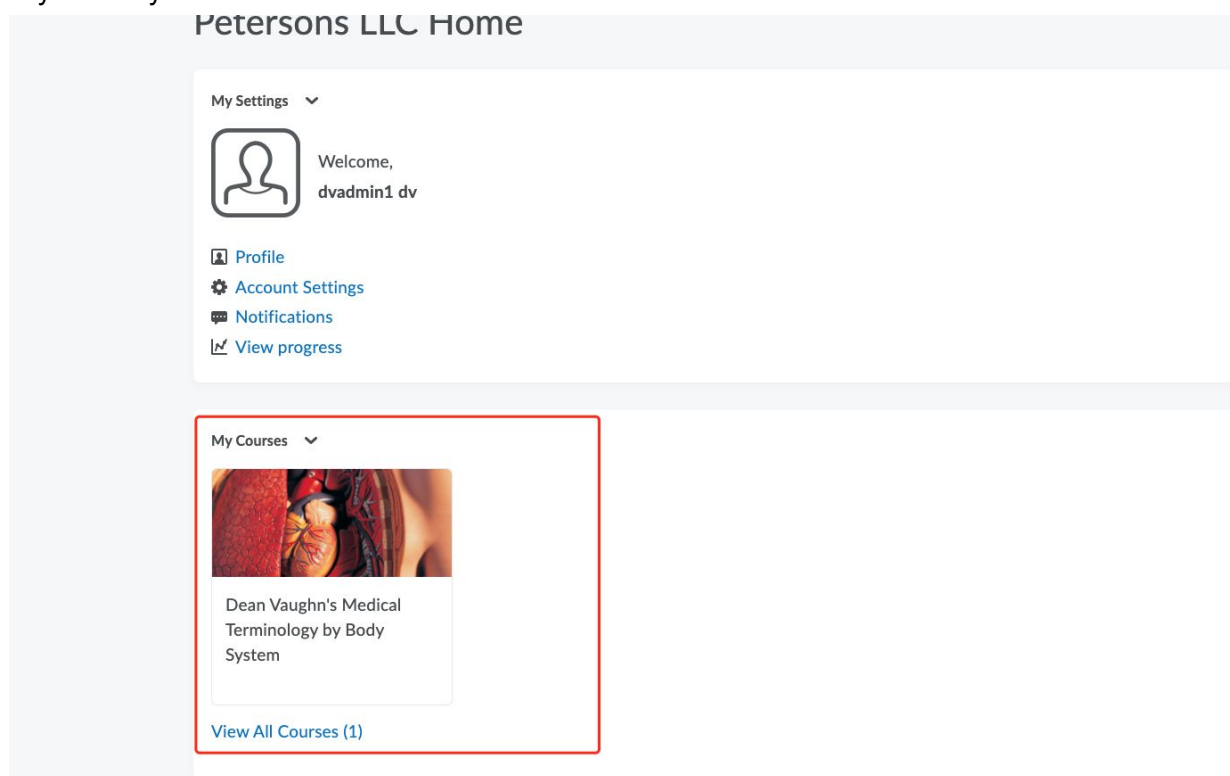 Petersons LLC Home
My Settings
Welcome,
dvadmin1 dv
Profile
Account Settings
Notifications
View progress
My Courses
Dean Vaughn's Medical
Terminology by Body
System
View All Courses (1)